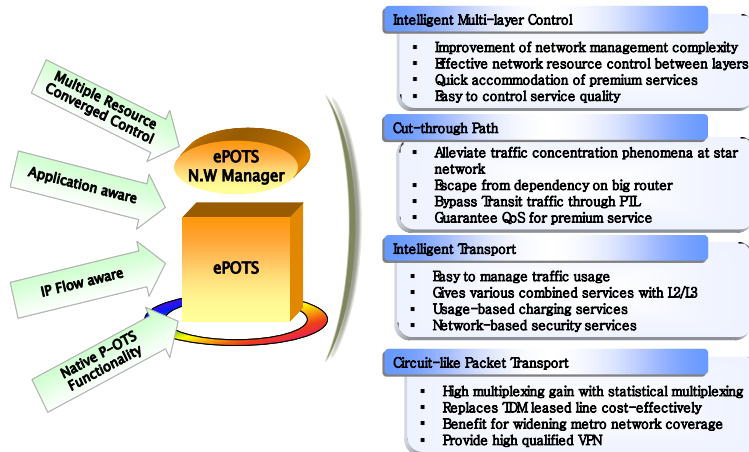 Multiple Resource
Converged Control
Application aware
IP Flow aware
Native P-OTS
Functionality
ePOTS
N.W Manager
ePOTS
Intelligent Multi-layer Control
▪ Improvement of network management complexity
▪ Effective network resource control between layers
▪ Quick accommodation of premium services
▪ Easy to control service quality
Cut-through Path
▪ Alleviate traffic concentration phenomena at star
network
▪ Escape from dependency on big router
▪ Bypass Transit traffic through PTL
▪ Guarantee QoS for premium service
Intelligent Transport
▪ Easy to manage traffic usage
▪ Gives various combined services with L2/L3
▪ Usage-based charging services
▪ Network-based security services
Circuit-like Packet Transport
▪ High multiplexing gain with statistical multiplexing
▪ Replaces TDM leased line cost-effectively
▪ Benefit for widening metro network coverage
▪ Provide high qualified VPN